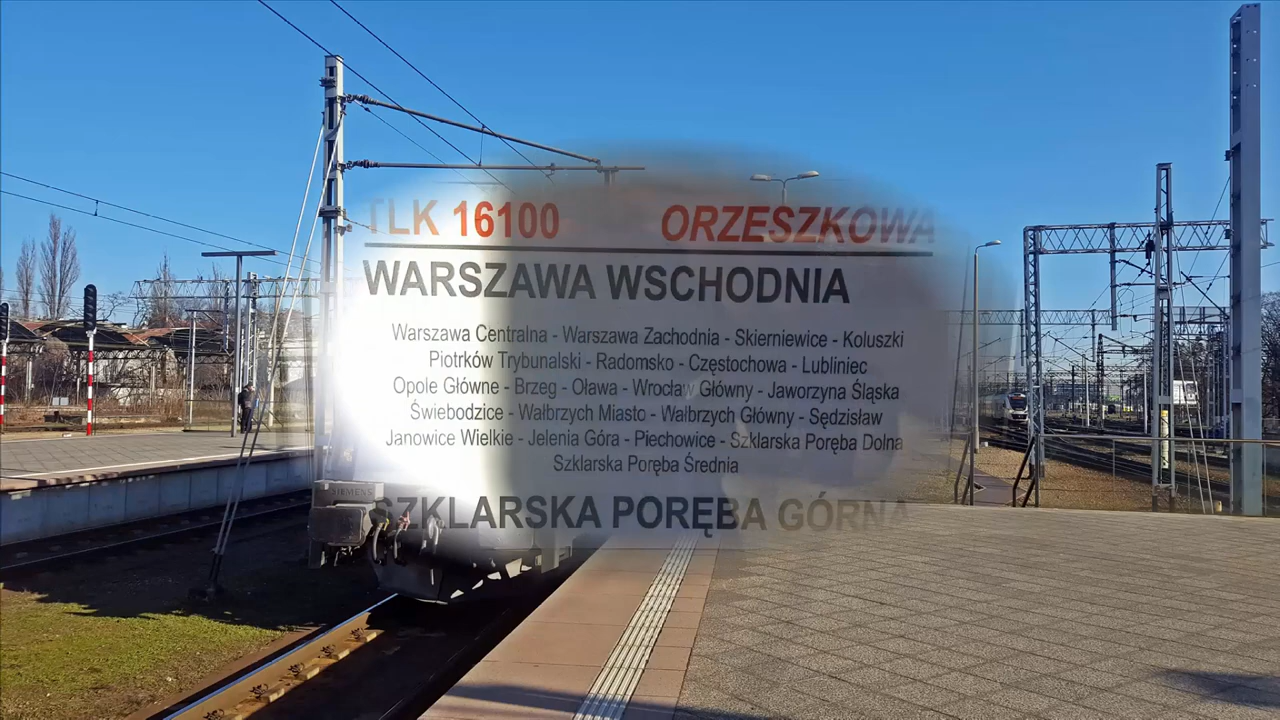 TLK 16100 ORZESZKOWA
WARSZAWA WSCHODNIA
Warszawa Centralna - Warszawa Zachodnia - Skierniewice - Koluszki
Piotrków Trybunalski - Radomsko - Częstochowa - Lubliniec
Opole Główne - Brzeg - Oława - Wrocław Główny - Jaworzyna Śląska
Świebodzice - Wałbrzych Miasto - Wałbrzych Główny - Sędzisław
Janowice Wielkie - Jelenia Góra - Piechowice - Szklarska Poręba Dolna
Szklarska Poręba Średnia
SIEMENS
SZKLARSKA PORĘBA GÓRNA